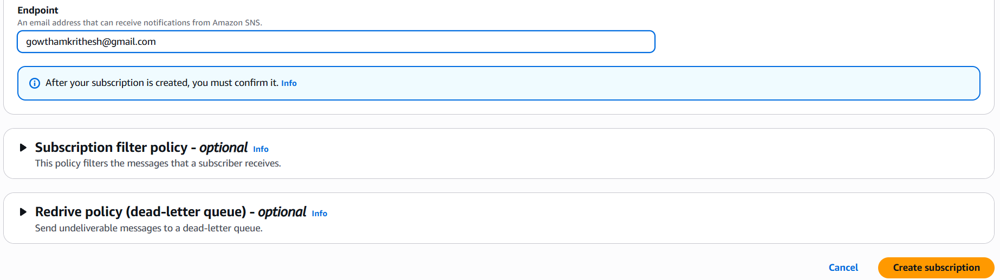 Endpoint
An email address that can receive notifications from Amazon SNS.
gowthamkrithesh@gmail.com
After your subscription is created, you must confirm it. Info
Subscription filter policy - optional Info
This policy filters the messages that a subscriber receives.
Redrive policy (dead-letter queue) - optional Info
Send undeliverable messages to a dead-letter queue.
Cancel Create subscription